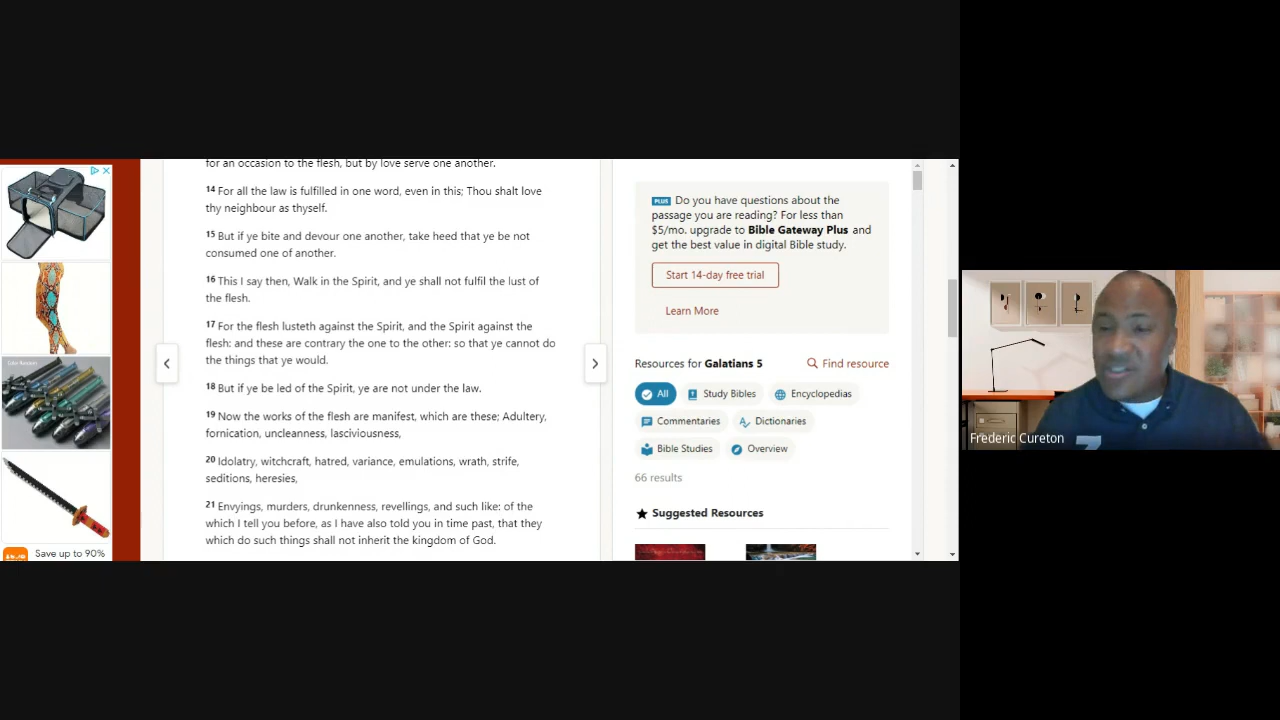 for an occasion to the flesh, but by love serve one another.
14 For all the law is fulfilled in one word, even in this; Thou shalt love
thy neighbour as thyself.
15 But if ye bite and devour one another, take heed that ye be not
consumed one of another.
16 This I say then, Walk in the Spirit, and ye shall not fulfil the lust of
the flesh.
17 For the flesh lusteth against the Spirit, and the Spirit against the
flesh: and these are contrary the one to the other: so that ye cannot do
the things that ye would.
18 But if ye be led of the Spirit, ye are not under the law.
19 Now the works of the flesh are manifest, which are these; Adultery,
fornication, uncleanness, lasciviousness,
20 Idolatry, witchcraft, hatred, variance, emulations, wrath, strife,
seditions, heresies,
21 Envyings, murders, drunkenness, revellings, and such like: of the
which I tell you before, as I have also told you in time past, that they
which do such things shall not inherit the kingdom of God.
Save up to 90%
PLUS Do you have questions about the
passage you are reading? For less than
$5/mo. upgrade to Bible Gateway Plus and
get the best value in digital Bible study.
Start 14-day free trial
Learn More
Resources for Galatians 5 Find resource
All Study Bibles Encyclopedias
Commentaries Dictionaries
Bible Studies Overview
66 results
Suggested Resources
Frederic Cureton